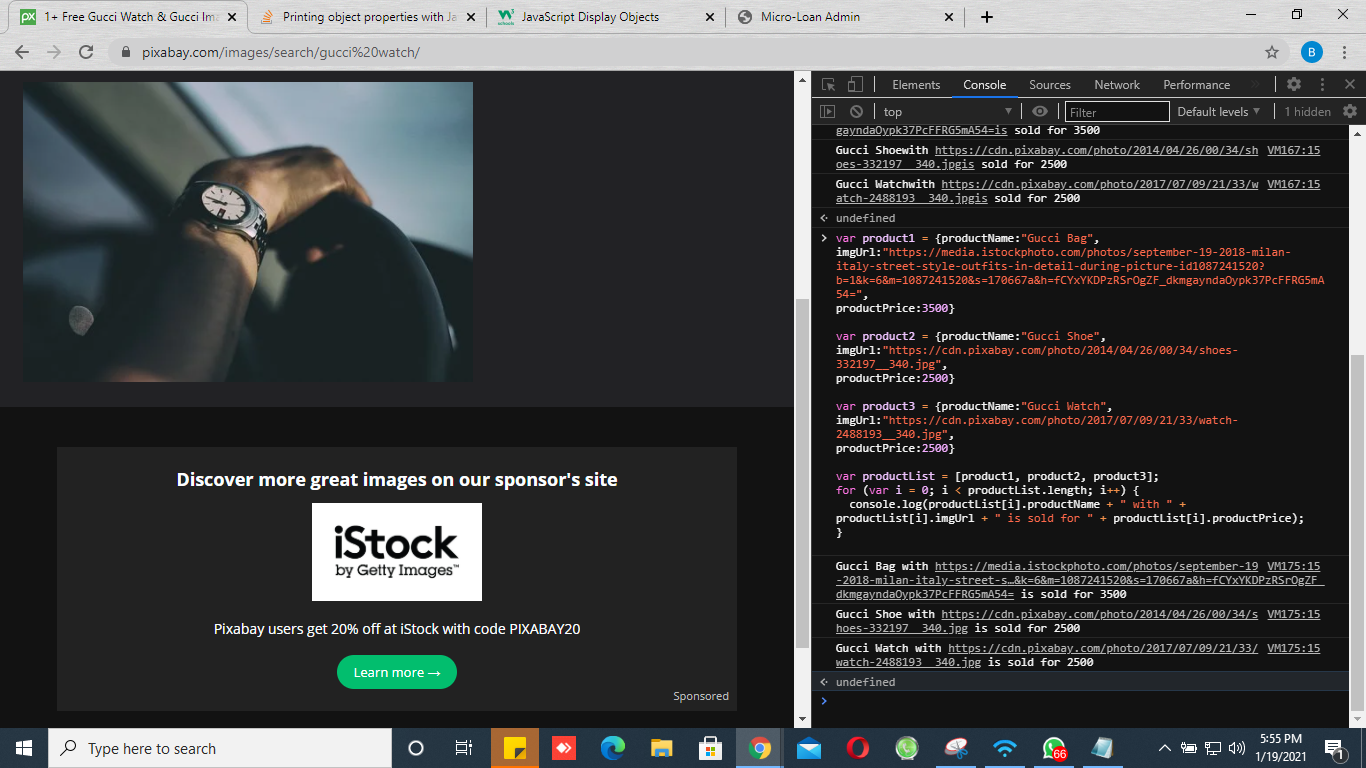 1+ Free Gucci Watch & Gucci Ima
Printing object properties with Ja
JavaScript Display Objects
Micro-Loan Admin
pixabay.com/images/search/gucci%20watch/
B
Elements Console Sources Network Performance
top Filter Default levels 1 hidden
gayndaOypk37PcFFRG5mA54=is sold for 3500
Gucci Shoewith https://cdn.pixabay.com/photo/2014/04/26/00/34/sh VM167:15
oes-332197__340.jpgis sold for 2500
Gucci Watchwith https://cdn.pixabay.com/photo/2017/07/09/21/33/w VM167:15
atch-2488193__340.jpgis sold for 2500
undefined
var product1 = {productName:"Gucci Bag",
imgUrl:"https://media.istockphoto.com/photos/september-19-2018-milan-
italy-street-style-outfits-in-detail-during-picture-id1087241520?
b=1&k=6&m=1087241520&s=170667a&h=fCYxYKDPzRSrOgZF_dkmgayndaOypk37PcFFRG5mA
54=",
productPrice:3500}
var product2 = {productName:"Gucci Shoe",
imgUrl:"https://cdn.pixabay.com/photo/2014/04/26/00/34/shoes-
332197__340.jpg",
productPrice:2500}
var product3 = {productName:"Gucci Watch",
imgUrl:"https://cdn.pixabay.com/photo/2017/07/09/21/33/watch-
2488193__340.jpg",
productPrice:2500}
var productList = [product1, product2, product3];
for (var i = 0; i < productList.length; i++) {
console.log(productList[i].productName + " with " +
productList[i].imgUrl + " is sold for " + productList[i].productPrice);
}
Gucci Bag with https://media.istockphoto.com/photos/september-19 VM175:15
-2018-milan-italy-street-s…&k=6&m=1087241520&s=170667a&h=fCYxYKDPzRSrOgZF_
dkmgayndaOypk37PcFFRG5mA54= is sold for 3500
Gucci Shoe with https://cdn.pixabay.com/photo/2014/04/26/00/34/s VM175:15
hoes-332197__340.jpg is sold for 2500
Gucci Watch with https://cdn.pixabay.com/photo/2017/07/09/21/33/ VM175:15
watch-2488193__340.jpg is sold for 2500
undefined
Discover more great images on our sponsor's site
iStock
by Getty Images™
Pixabay users get 20% off at iStock with code PIXABAY20
Learn more →
Sponsored
Type here to search
66
5:55 PM
1/19/2021
1